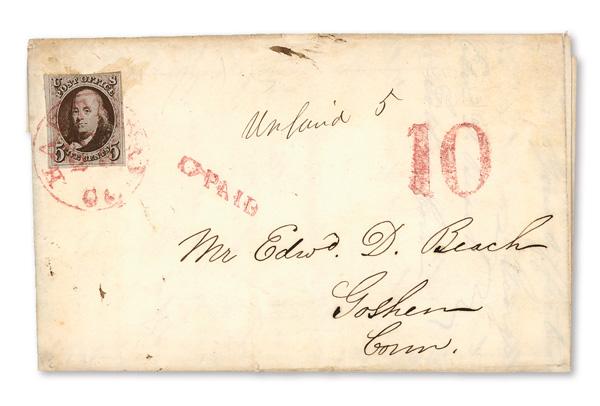 U S
POST OFFICE
5 FIVE CENTS 5
Unpaid 5
PAID
10
Mr Edwd. D. Beach
Goshen
Conn.